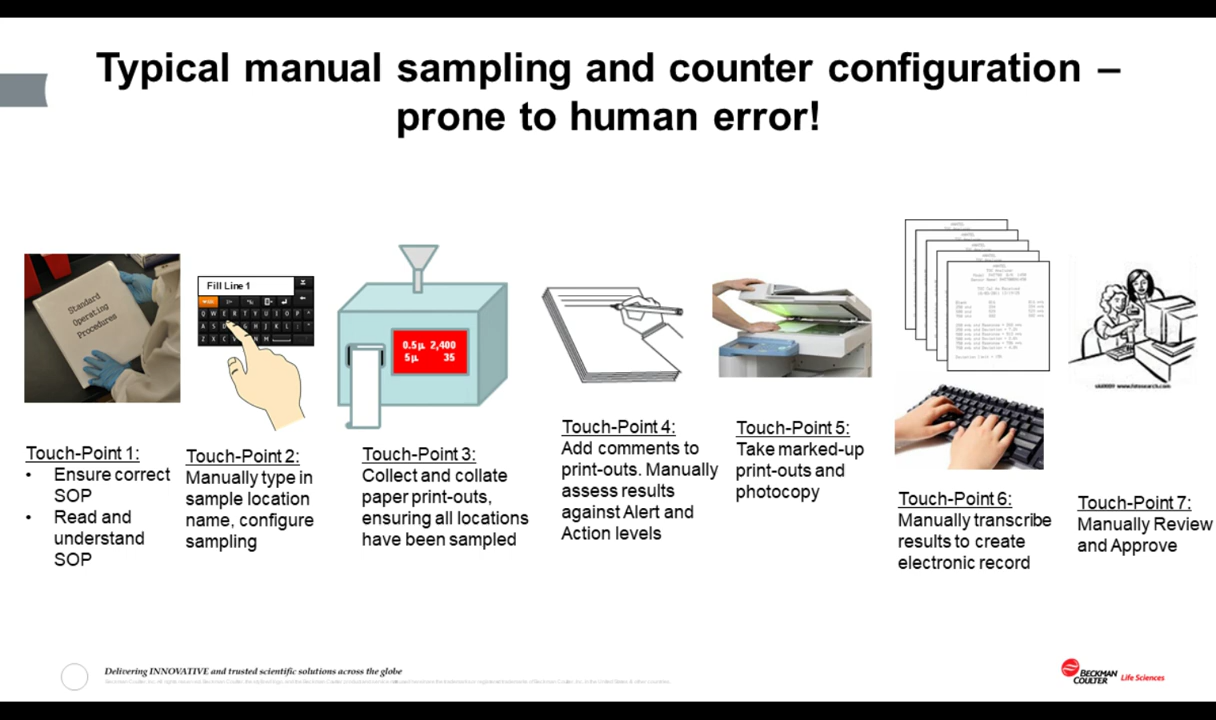 Typical manual sampling and counter configuration –
prone to human error!
Standard
Operating
Procedures
Fill Line 1
Q W E R T Y U I O P
A S D H J K L
Z X C V N M
0.5µ 2,400
5µ 35
Touch-Point 1:
• Ensure correct
SOP
• Read and
understand
SOP
Touch-Point 2:
Manually type in
sample location
name, configure
sampling
Touch-Point 3:
Collect and collate
paper print-outs,
ensuring all locations
have been sampled
Touch-Point 4:
Add comments to
print-outs. Manually
assess results
against Alert and
Action levels
Touch-Point 5:
Take marked-up
print-outs and
photocopy
Touch-Point 6:
Manually transcribe
results to create
electronic record
Touch-Point 7:
Manually Review
and Approve
Delivering INNOVATIVE and trusted scientific solutions across the globe
BECKMAN
COULTER Life Sciences